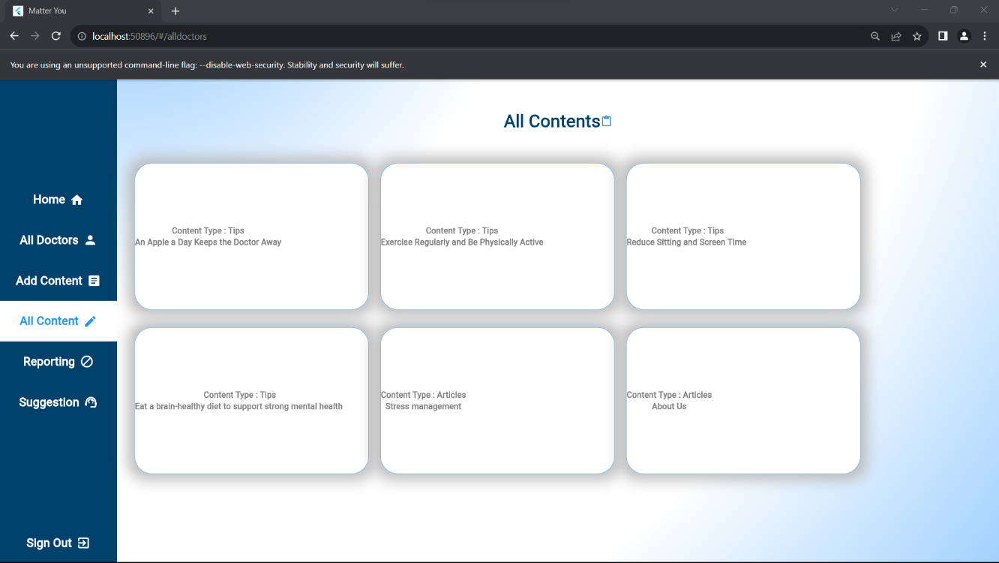 Matter You
localhost:50896/#/alldoctors
You are using an unsupported command-line flag: --disable-web-security. Stability and security will suffer.
Home
All Doctors
Add Content
All Content
Reporting
Suggestion
Sign Out
All Contents
Content Type : Tips
An Apple a Day Keeps the Doctor Away
Content Type : Tips
Exercise Regularly and Be Physically Active
Content Type : Tips
Reduce Sitting and Screen Time
Content Type : Tips
Eat a brain-healthy diet to support strong mental health
Content Type : Articles
Stress management
Content Type : Articles
About Us